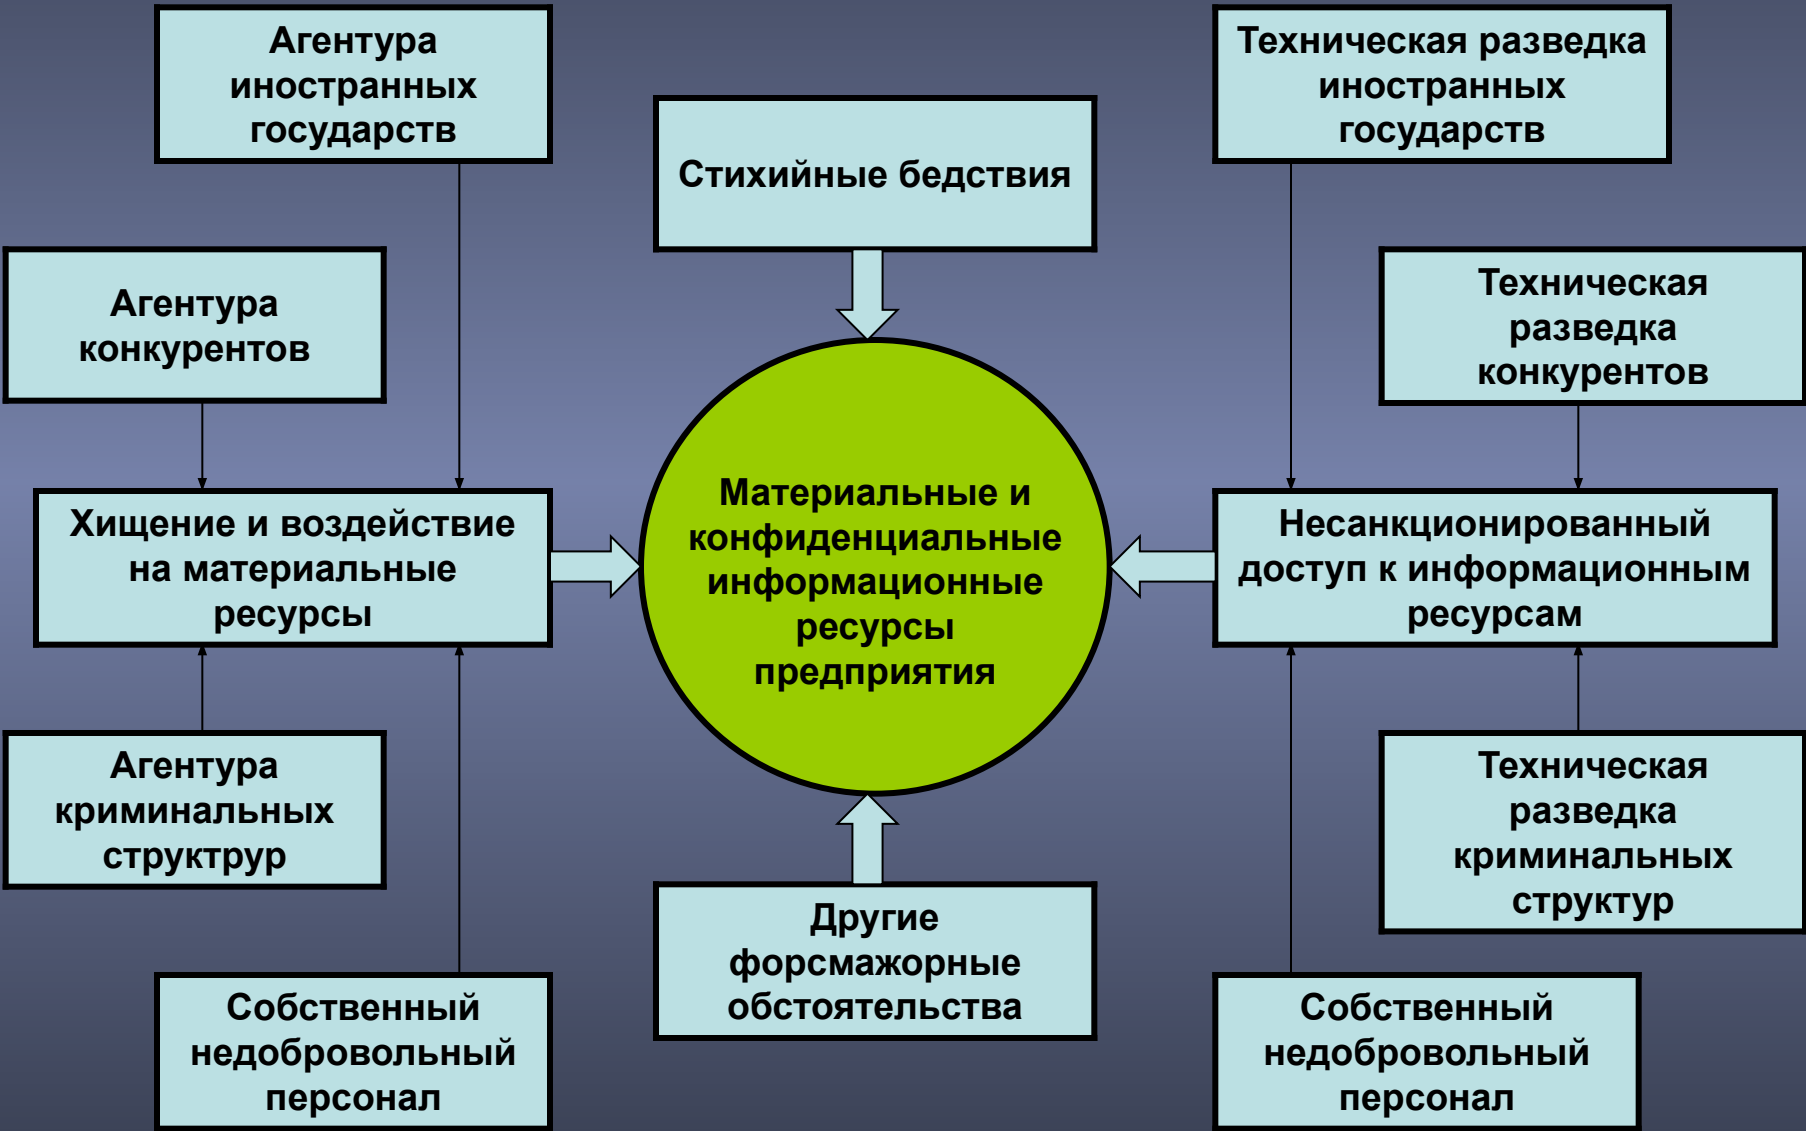 Агентура
иностранных
государств
Техническая разведка
иностранных
государств
Стихийные бедствия
Агентура
конкурентов
Техническая
разведка
конкурентов
Хищение и воздействие
на материальные
ресурсы
Материальные и
конфиденциальные
информационные
ресурсы
предприятия
Несанкционированный
доступ к информационным
ресурсам
Агентура
криминальных
структрур
Техническая
разведка
криминальных
структур
Другие
форсмажорные
обстоятельства
Собственный
недобровольный
персонал
Собственный
недобровольный
персонал